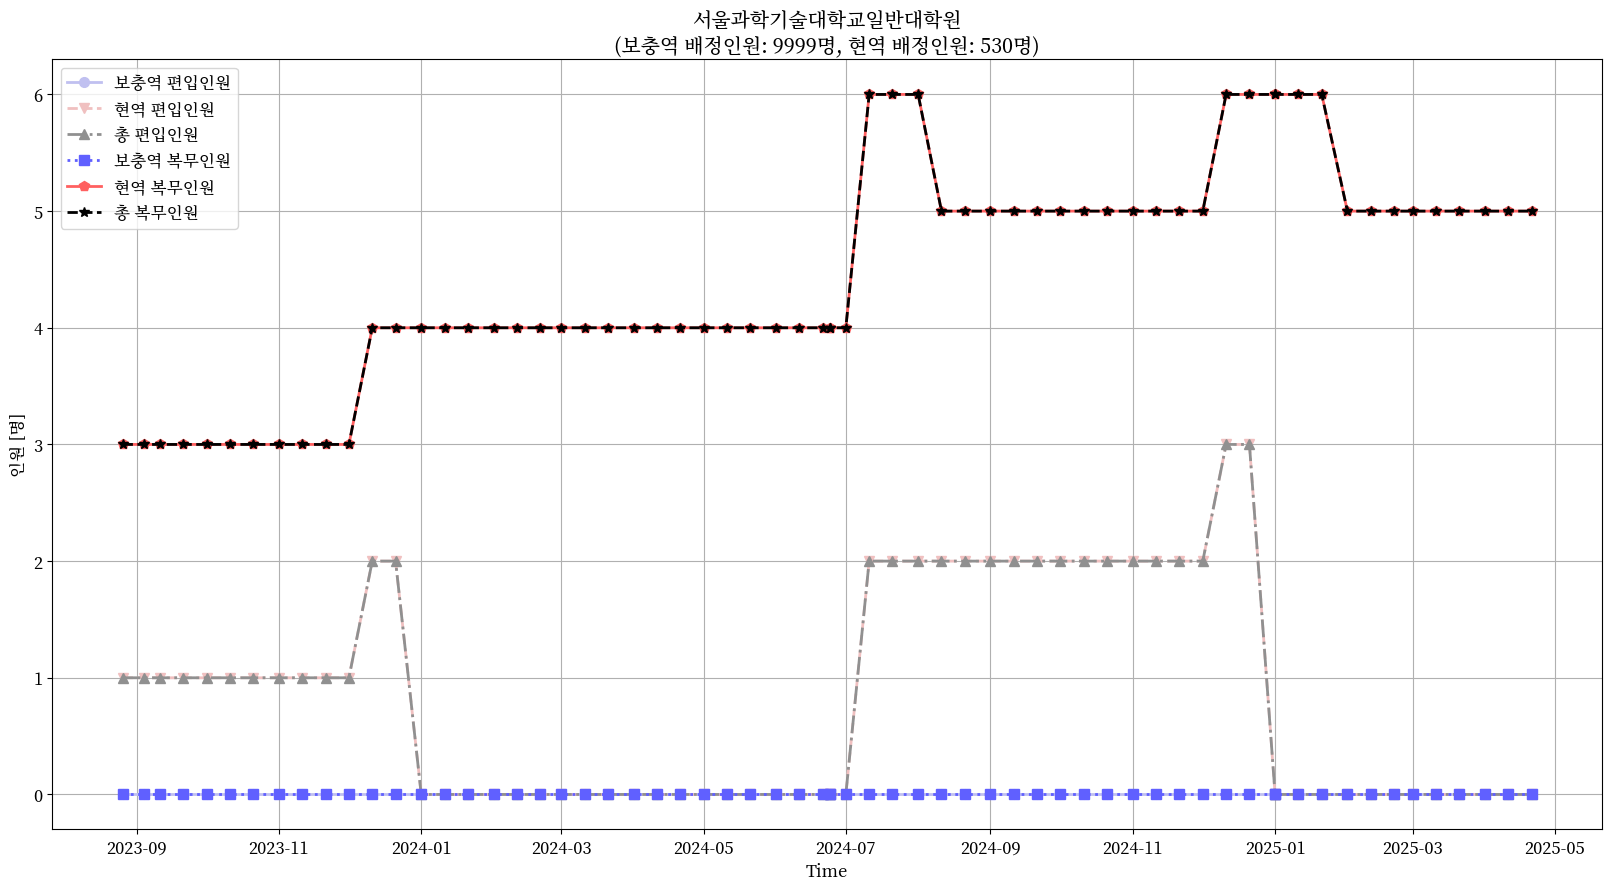 서울과학기술대학교일반대학원
(보충역 배정인원: 9999명, 현역 배정인원: 530명)
보충역 편입인원
현역 편입인원
총 편입인원
보충역 복무인원
현역 복무인원
총 복무인원
인원 [명]
6
5
4
3
2
1
0
2023-09 2023-11 2024-01 2024-03 2024-05 2024-07 2024-09 2024-11 2025-01 2025-03 2025-05
Time